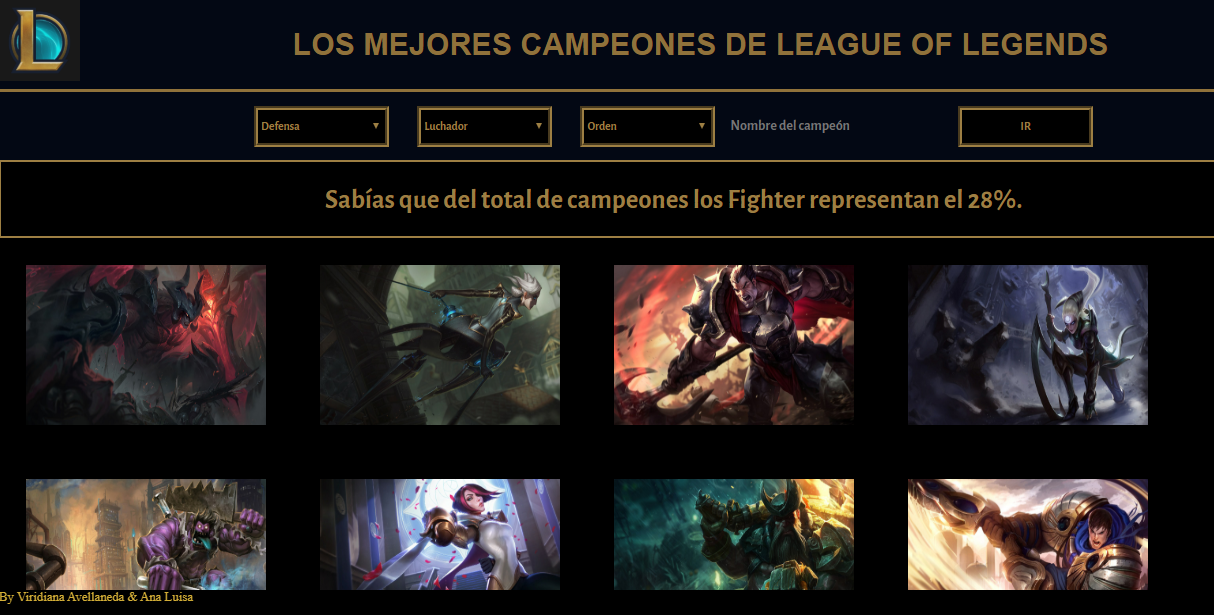 LOS MEJORES CAMPEONES DE LEAGUE OF LEGENDS
Defensa ▼ Luchador ▼ Orden ▼ Nombre del campeón IR
Sabías que del total de campeones los Fighter representan el 28%.
By Viridiana Avellaneda & Ana Luisa